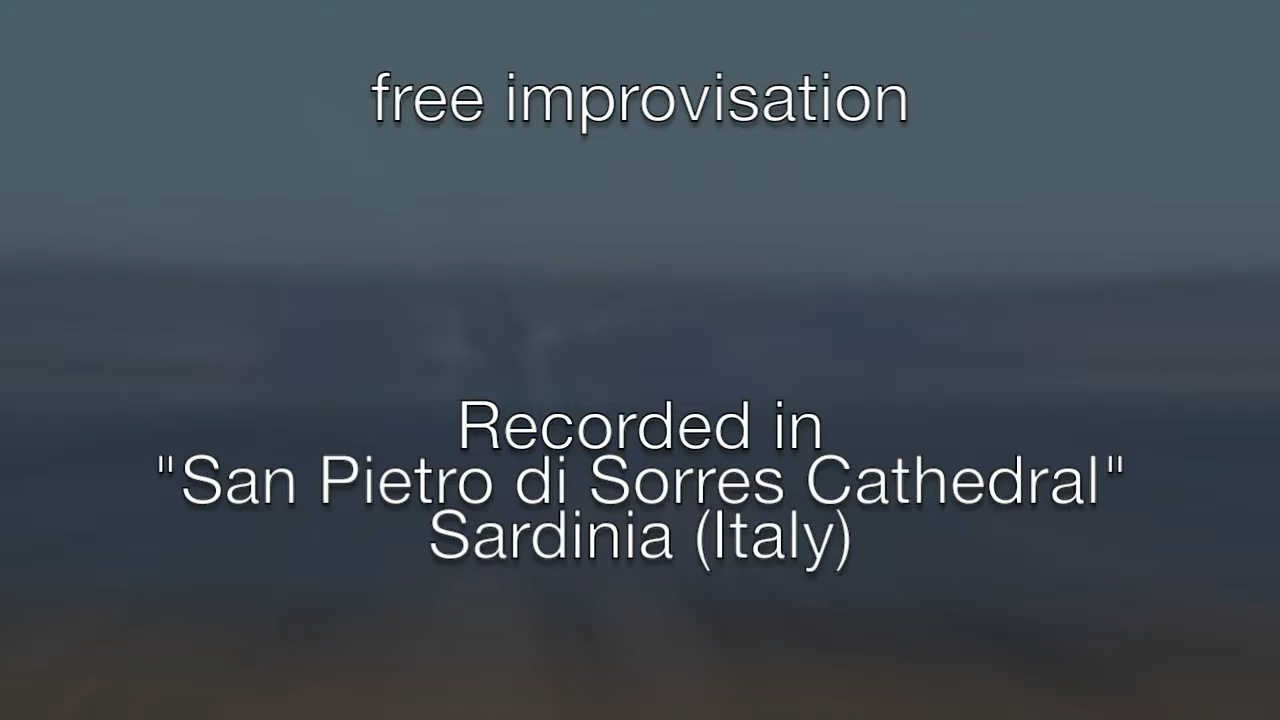 free improvisation
Recorded in
"San Pietro di Sorres Cathedral"
Sardinia (Italy)